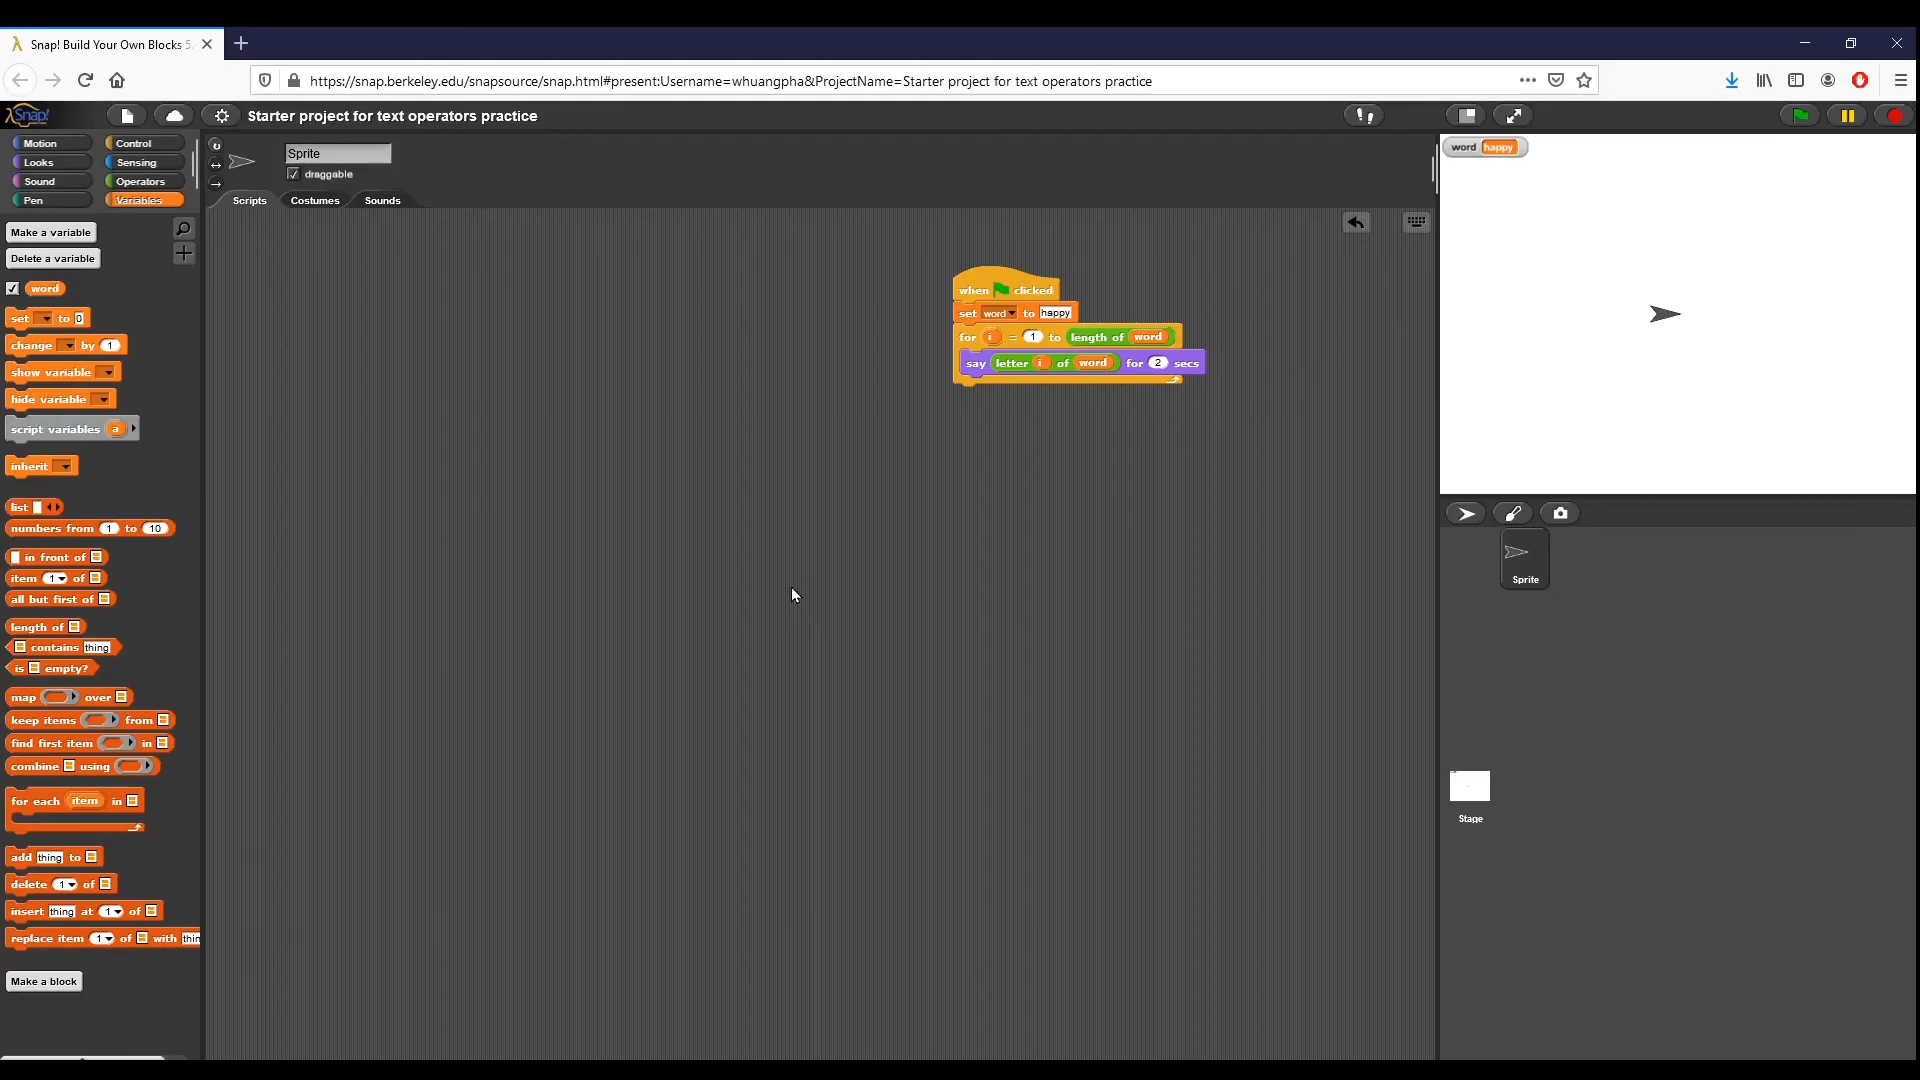 Snap! Build Your Own Blocks 5.
https://snap.berkeley.edu/snapsource/snap.html#present:Username=whuangpha&ProjectName=Starter project for text operators practice
Snap!
Starter project for text operators practice
Motion
Control
Looks
Sensing
Sound
Operators
Pen
Variables
Sprite
draggable
Scripts
Costumes
Sounds
Make a variable
Delete a variable
word
set to 0
change by 1
show variable
hide variable
script variables a
inherit
list
numbers from 1 to 10
in front of
item 1 of
all but first of
length of
contains thing
is empty?
map over
keep items from
find first item in
combine using
for each item in
add thing to
delete 1 of
insert thing at 1 of
replace item 1 of with thin
Make a block
when clicked
set word to happy
for i = 1 to length of word
say letter i of word for 2 secs
word happy
Sprite
Stage